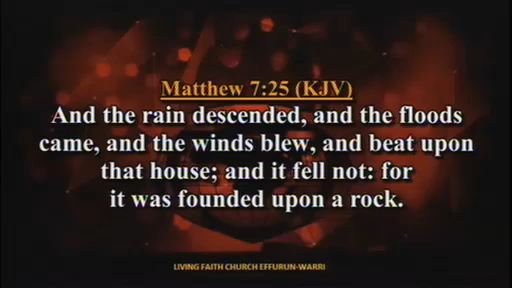 Matthew 7:25 (KJV)
And the rain descended, and the floods
came, and the winds blew, and beat upon
that house; and it fell not: for
it was founded upon a rock.
LIVING FAITH CHURCH EFFURUN-WARRI